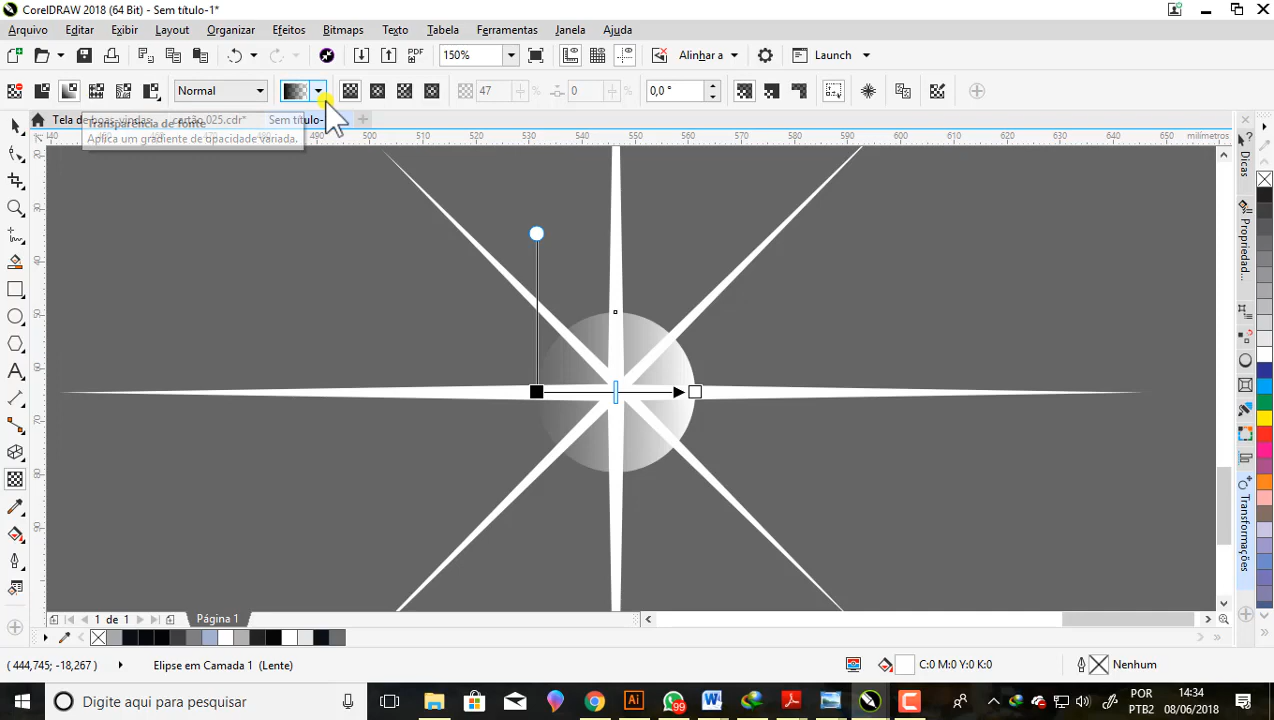 CorelDRAW 2018 (64 Bit) - Sem título-1*
Arquivo Editar Exibir Layout Organizar Efeitos Bitmaps Texto Tabela Ferramentas Janela Ajuda
PDF 150% Alinhar a Launch
Normal 47 % 0 % 0,0 °
Tela de boas-vindas cartão 025.cdr* Sem título-
Transparência de fonte
Aplica um gradiente de opacidade variada.
490 500 510 520 530 540 550 560 570 580 590 600 610 620 630 640 650 milímetros
Dicas
Propriedad...
Transformações
1 de 1 Página 1
( 444,745; -18,267 ) Elipse em Camada 1 (Lente) C:0 M:0 Y:0 K:0 Nenhum
Digite aqui para pesquisar
99
Ai
POR
PTB2
14:34
08/06/2018